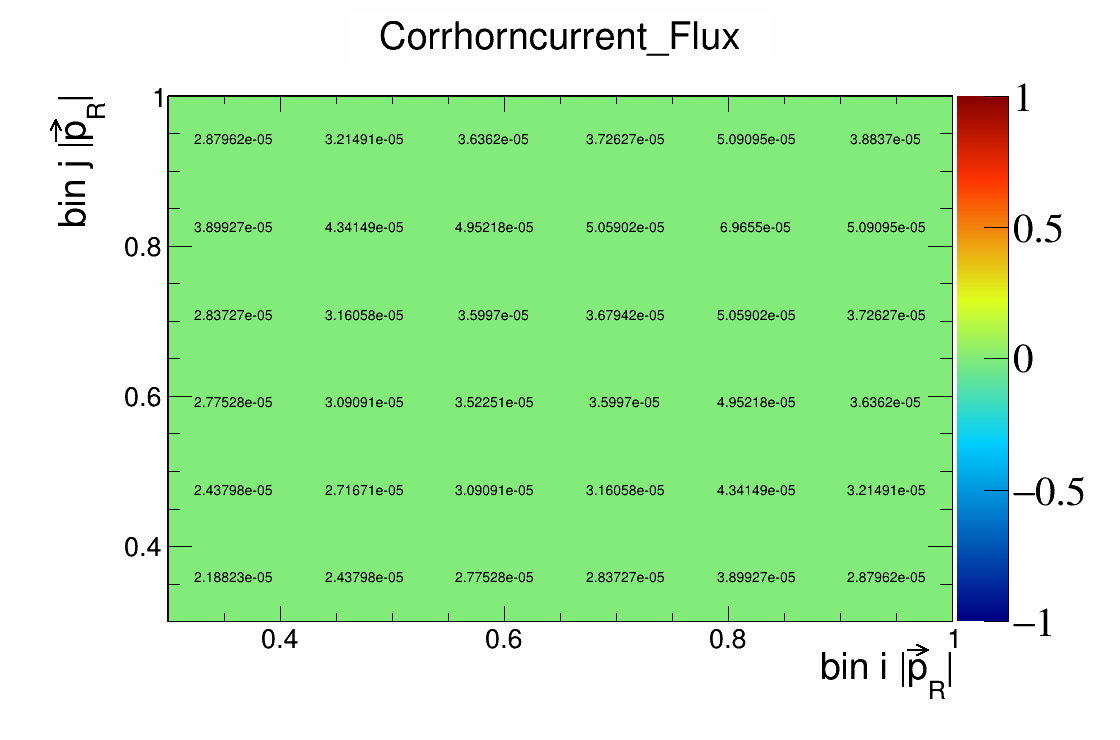 Corrhorncurrent_Flux
bin j |p⃗_R|
1
0.8
0.6
0.4
2.87962e-05 3.21491e-05 3.6362e-05 3.72627e-05 5.09095e-05 3.8837e-05
3.89927e-05 4.34149e-05 4.95218e-05 5.05902e-05 6.9655e-05 5.09095e-05
2.83727e-05 3.16058e-05 3.5997e-05 3.67942e-05 5.05902e-05 3.72627e-05
2.77528e-05 3.09091e-05 3.52251e-05 3.5997e-05 4.95218e-05 3.6362e-05
2.43798e-05 2.71671e-05 3.09091e-05 3.16058e-05 4.34149e-05 3.21491e-05
2.18823e-05 2.43798e-05 2.77528e-05 2.83727e-05 3.89927e-05 2.87962e-05
0.4 0.6 0.8 1
bin i |p⃗_R|
1
0.5
0
−0.5
−1